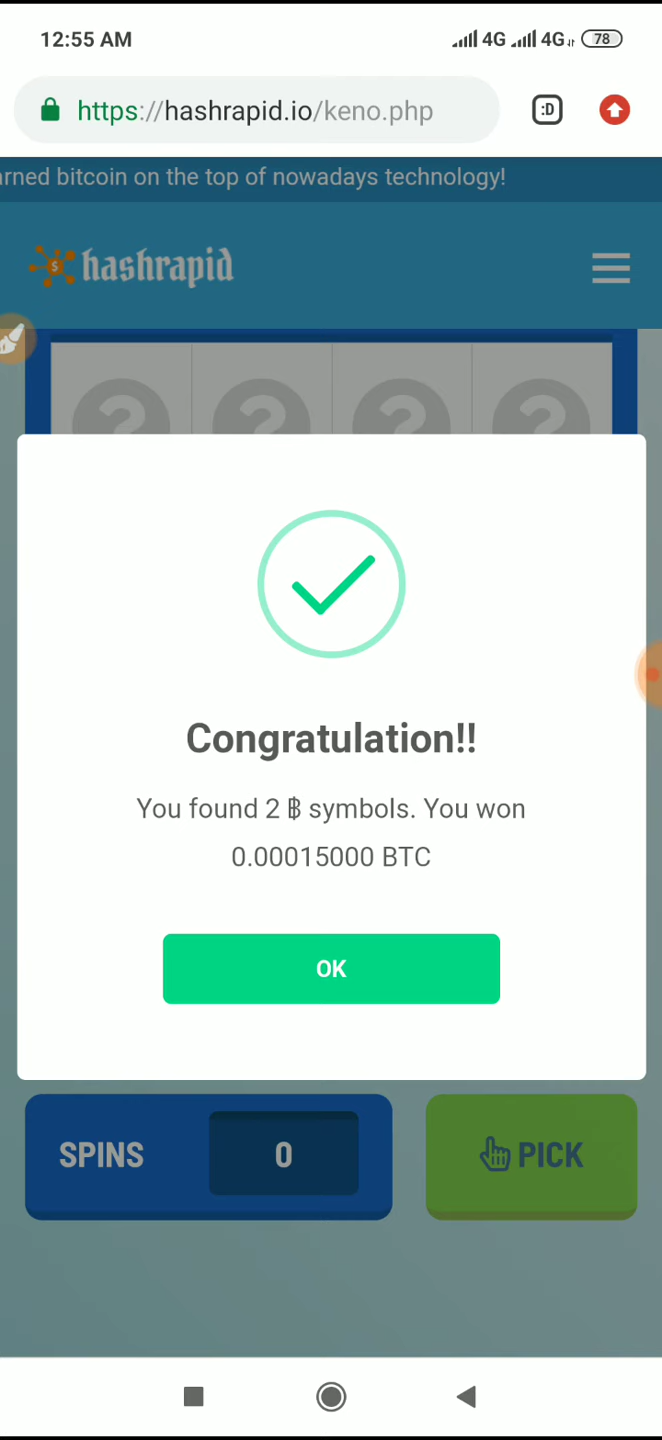 12:55 AM 4G 4G 78
https://hashrapid.io/keno.php :D
rned bitcoin on the top of nowadays technology!
hashrapid
? ? ? ?
Congratulation!!
You found 2 ฿ symbols. You won
0.00015000 BTC
OK
SPINS 0 PICK